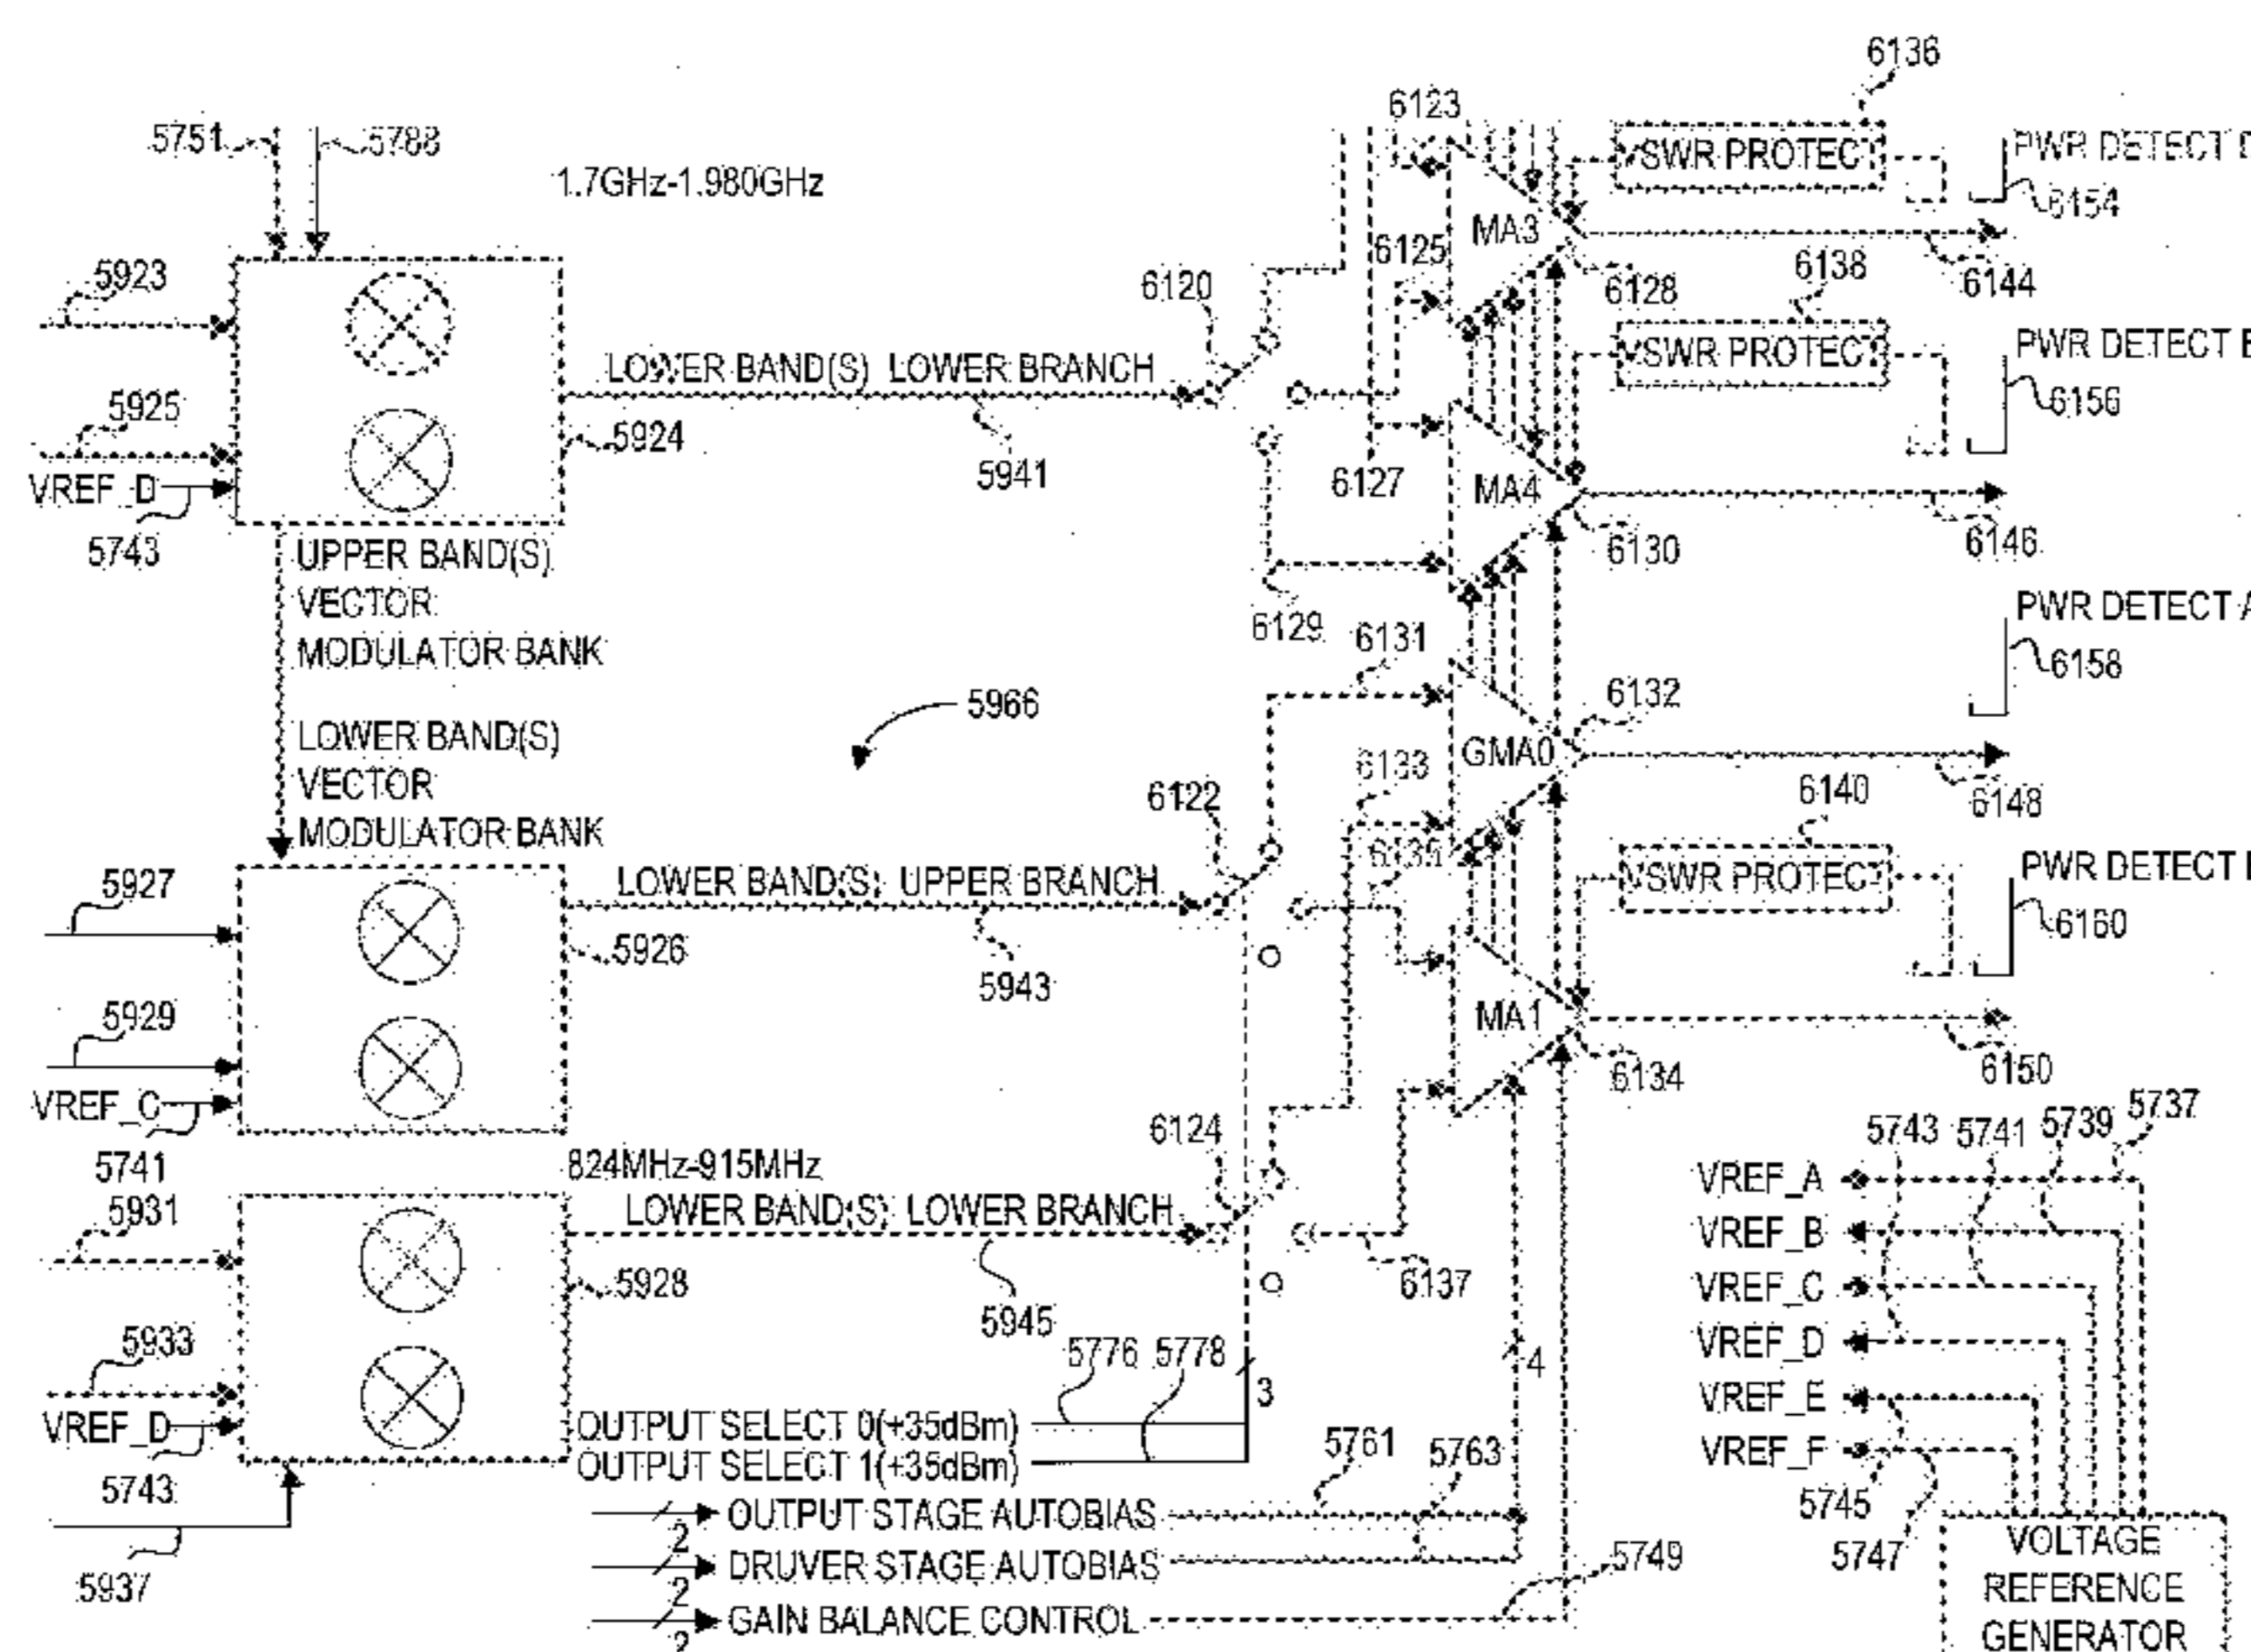 6136
6123
5751
5788
VSWR PROTECT
PWR DETECT
1.7GHz-1.980GHz
6154
MA3
5923
6120
6125
6128
6138
6144
LOWER BAND(S) LOWER BRANCH
VSWR PROTECT
PWR DETECT
5925
6156
5924
5941
6127
MA4
VREF_D
5743
UPPER BAND(S)
VECTOR
MODULATOR BANK
6130
6146
6129
6131
PWR DETECT A
6158
5966
6132
LOWER BAND(S)
VECTOR
MODULATOR BANK
6133
GMA0
6122
6140
6148
6135
5927
LOWER BAND(S) UPPER BRANCH
VSWR PROTECT
PWR DETECT
5926
6160
5943
5929
MA1
VREF_C
6134
6150
5741
824MHz-915MHz
6124
5743 5741 5739 5737
VREF_A
5931
LOWER BAND(S) LOWER BRANCH
VREF_B
5928
6137
VREF_C
5945
5933
5776 5778
4
VREF_D
3
VREF_E
VREF_D
OUTPUT SELECT 0(+35dBm)
VREF_F
5743
OUTPUT SELECT 1(+35dBm)
5761 5763
5745
2
OUTPUT STAGE AUTOBIAS
5747
VOLTAGE
REFERENCE
GENERATOR
2
DRUVER STAGE AUTOBIAS
5749
5937
2
GAIN BALANCE CONTROL